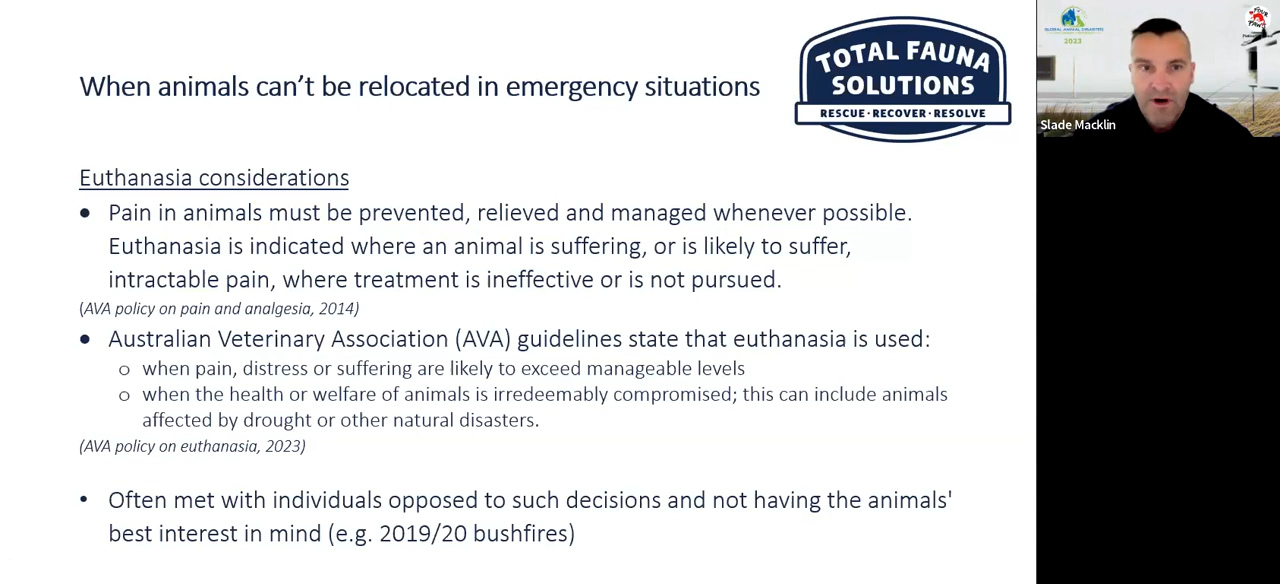 When animals can't be relocated in emergency situations
TOTAL FAUNA
SOLUTIONS
RESCUE·RECOVER·RESOLVE
Euthanasia considerations
• Pain in animals must be prevented, relieved and managed whenever possible.
Euthanasia is indicated where an animal is suffering, or is likely to suffer,
intractable pain, where treatment is ineffective or is not pursued.
(AVA policy on pain and analgesia, 2014)
• Australian Veterinary Association (AVA) guidelines state that euthanasia is used:
o when pain, distress or suffering are likely to exceed manageable levels
o when the health or welfare of animals is irredeemably compromised; this can include animals
affected by drought or other natural disasters.
(AVA policy on euthanasia, 2023)
• Often met with individuals opposed to such decisions and not having the animals'
best interest in mind (e.g. 2019/20 bushfires)
GLOBAL ANIMAL DISASTERS
2023
FOUR
PAWS
Slade Macklin